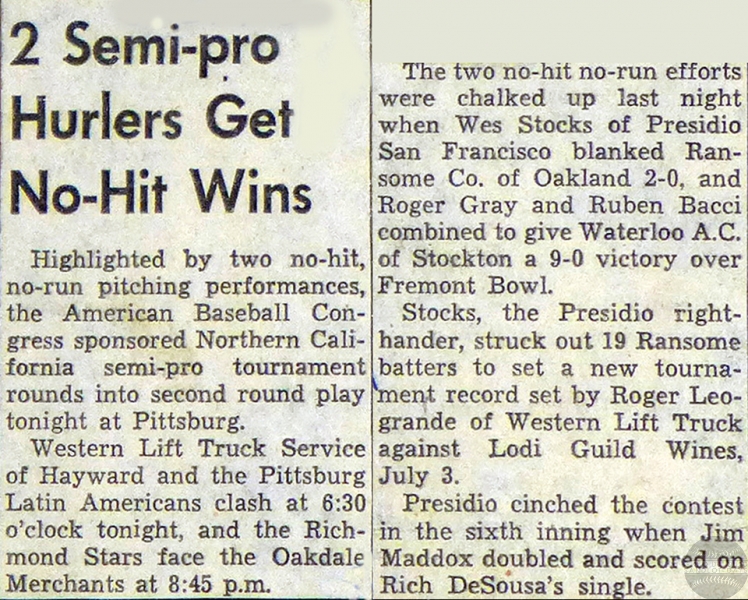 2 Semi-pro
Hurlers Get
No-Hit Wins
Highlighted by two no-hit,
no-run pitching performances,
the American Baseball Con-
gress sponsored Northern Cali-
fornia semi-pro tournament
rounds into second round play
tonight at Pittsburg.
Western Lift Truck Service
of Hayward and the Pittsburg
Latin Americans clash at 6:30
o'clock tonight, and the Rich-
mond Stars face the Oakdale
Merchants at 8:45 p.m.
The two no-hit no-run efforts
were chalked up last night
when Wes Stocks of Presidio
San Francisco blanked Ran-
some Co. of Oakland 2-0, and
Roger Gray and Ruben Bacci
combined to give Waterloo A.C.
of Stockton a 9-0 victory over
Fremont Bowl.
Stocks, the Presidio right-
hander, struck out 19 Ransome
batters to set a new tourna-
ment record set by Roger Leo-
grande of Western Lift Truck
against Lodi Guild Wines,
July 3.
Presidio cinched the contest
in the sixth inning when Jim
Maddox doubled and scored on
Rich DeSousa's single.